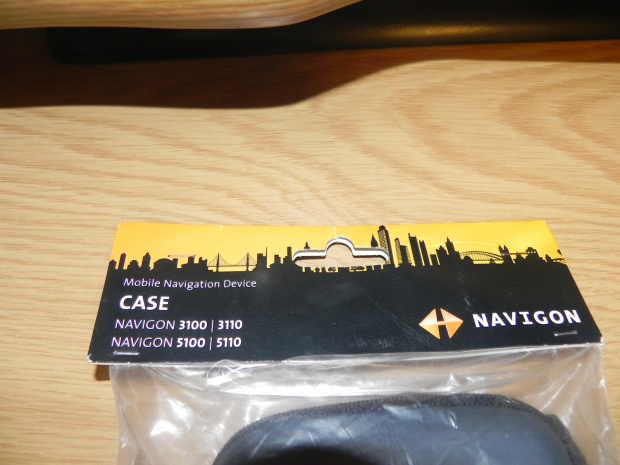 Mobile Navigation Device
CASE
NAVIGON 3100 | 3110
NAVIGON 5100 | 5110
NAVIGON